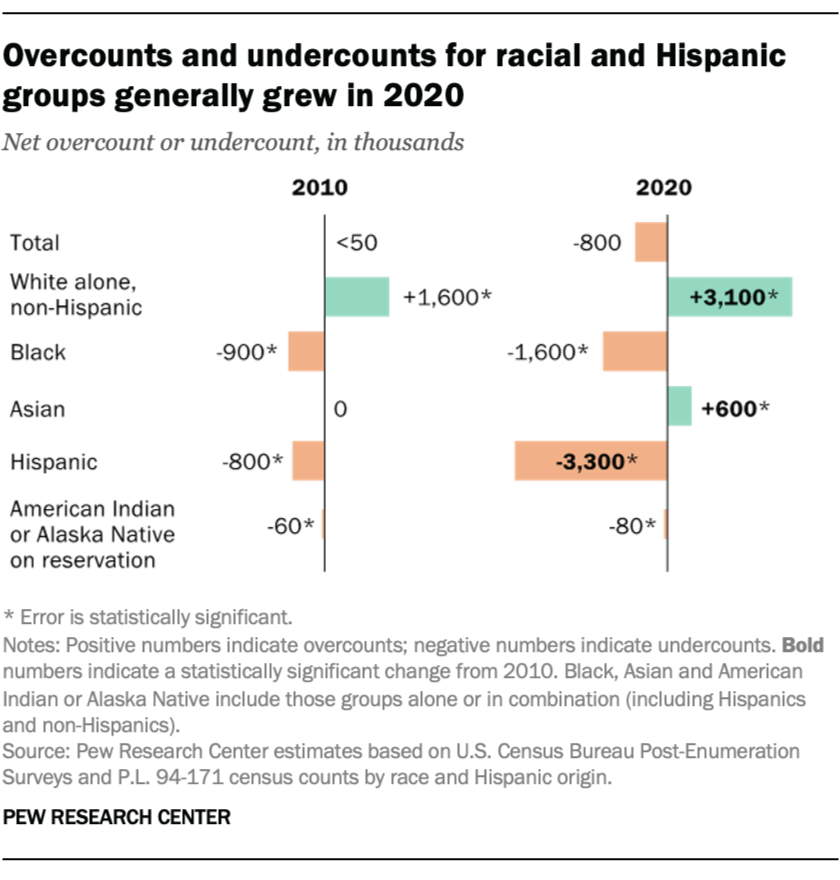 Overcounts and undercounts for racial and Hispanic
groups generally grew in 2020
Net overcount or undercount, in thousands
2010 2020
Total <50 -800
White alone,
non-Hispanic +1,600* +3,100*
Black -900* -1,600*
Asian 0 +600*
Hispanic -800* -3,300*
American Indian
or Alaska Native
on reservation -60* -80*
* Error is statistically significant.
Notes: Positive numbers indicate overcounts; negative numbers indicate undercounts. Bold
numbers indicate a statistically significant change from 2010. Black, Asian and American
Indian or Alaska Native include those groups alone or in combination (including Hispanics
and non-Hispanics).
Source: Pew Research Center estimates based on U.S. Census Bureau Post-Enumeration
Surveys and P.L. 94-171 census counts by race and Hispanic origin.
PEW RESEARCH CENTER